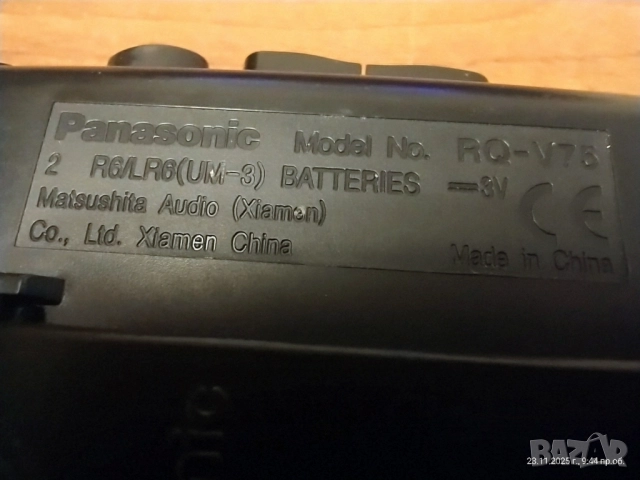 Panasonic Model No. RQ-V75
2 R6/LR6(UM-3) BATTERIES ⎓3V
Matsushita Audio (Xiamen)
Co., Ltd. Xiamen China
CE
Made in China
BAZAR
23.11.2025 г., 9:44 пр.об.